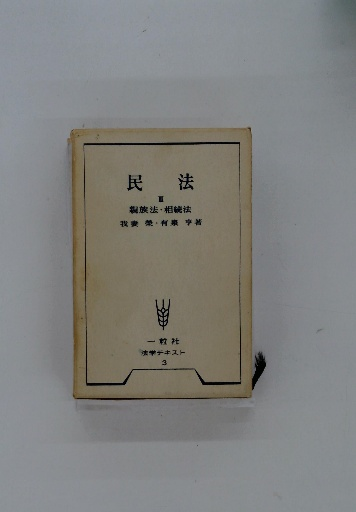 民法
III
親族法・相続法
我妻 榮・有泉 亨著
一粒社
法学テキスト
3